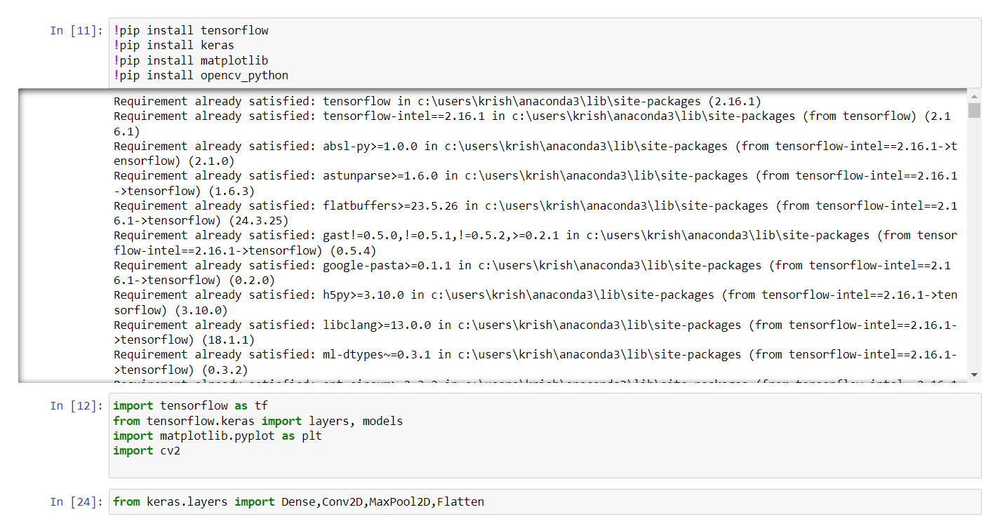 In [11]: !pip install tensorflow
!pip install keras
!pip install matplotlib
!pip install opencv_python
Requirement already satisfied: tensorflow in c:\users\krish\anaconda3\lib\site-packages (2.16.1)
Requirement already satisfied: tensorflow-intel==2.16.1 in c:\users\krish\anaconda3\lib\site-packages (from tensorflow) (2.1
6.1)
Requirement already satisfied: absl-py>=1.0.0 in c:\users\krish\anaconda3\lib\site-packages (from tensorflow-intel==2.16.1->t
ensorflow) (2.1.0)
Requirement already satisfied: astunparse>=1.6.0 in c:\users\krish\anaconda3\lib\site-packages (from tensorflow-intel==2.16.1
->tensorflow) (1.6.3)
Requirement already satisfied: flatbuffers>=23.5.26 in c:\users\krish\anaconda3\lib\site-packages (from tensorflow-intel==2.1
6.1->tensorflow) (24.3.25)
Requirement already satisfied: gast!=0.5.0,!=0.5.1,!=0.5.2,>=0.2.1 in c:\users\krish\anaconda3\lib\site-packages (from tensor
flow-intel==2.16.1->tensorflow) (0.5.4)
Requirement already satisfied: google-pasta>=0.1.1 in c:\users\krish\anaconda3\lib\site-packages (from tensorflow-intel==2.1
6.1->tensorflow) (0.2.0)
Requirement already satisfied: h5py>=3.10.0 in c:\users\krish\anaconda3\lib\site-packages (from tensorflow-intel==2.16.1->ten
sorflow) (3.10.0)
Requirement already satisfied: libclang>=13.0.0 in c:\users\krish\anaconda3\lib\site-packages (from tensorflow-intel==2.16.1-
>tensorflow) (18.1.1)
Requirement already satisfied: ml-dtypes~=0.3.1 in c:\users\krish\anaconda3\lib\site-packages (from tensorflow-intel==2.16.1-
>tensorflow) (0.3.2)
In [12]: import tensorflow as tf
from tensorflow.keras import layers, models
import matplotlib.pyplot as plt
import cv2
In [24]: from keras.layers import Dense,Conv2D,MaxPool2D,Flatten